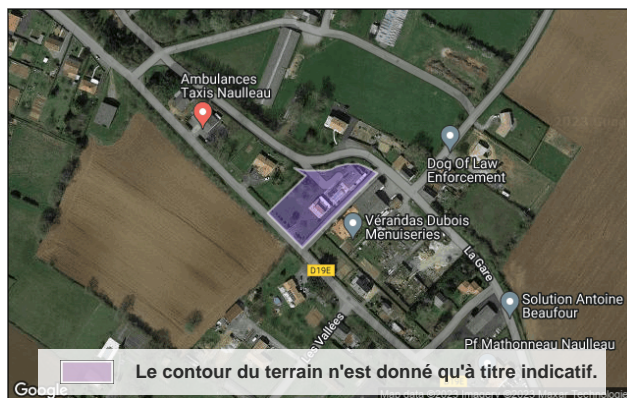 Ambulances
Taxis Naulleau
Dog Of Law
Enforcement
Vérandas Dubois
Menuiseries
La Gare
D19E
Solution Antoine
Beaufour
Les Vallées
Pf Mathonneau Naulleau
Le contour du terrain n'est donné qu'à titre indicatif.
Google